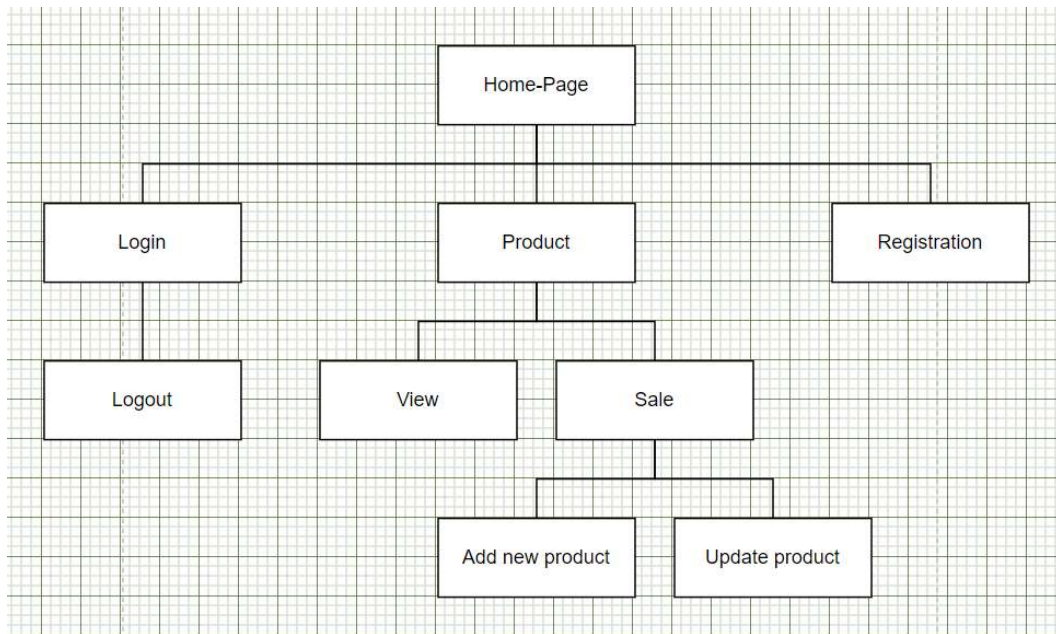 Home-Page
Login
Product
Registration
Logout
View
Sale
Add new product
Update product